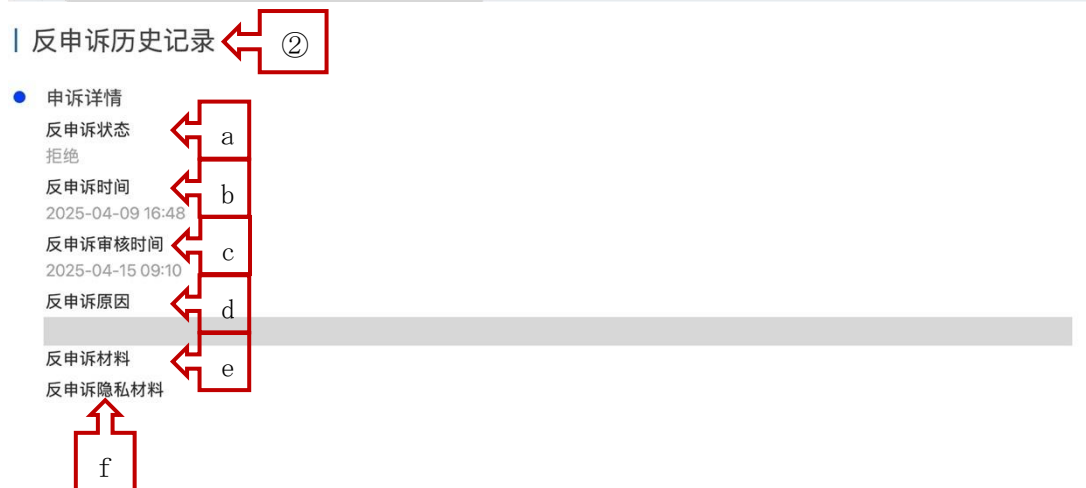 反申诉历史记录
②
申诉详情
反申诉状态
a
拒绝
反申诉时间
b
2025-04-09 16:48
反申诉审核时间
c
2025-04-15 09:10
反申诉原因
d
反申诉材料
e
反申诉隐私材料
f